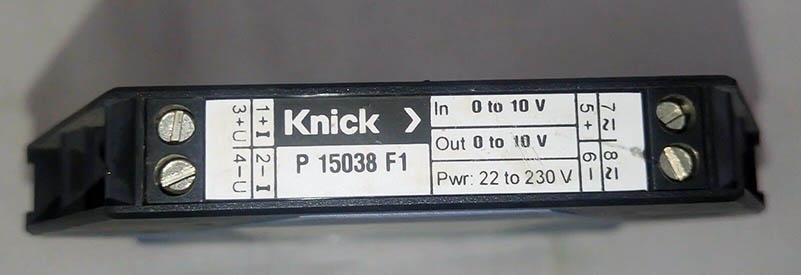 3+U 4-U
1+I 2-I
Knick >
P 15038 F1
In 0 to 10 V
Out 0 to 10 V
Pwr: 22 to 230 V
5+ 6-
7 8